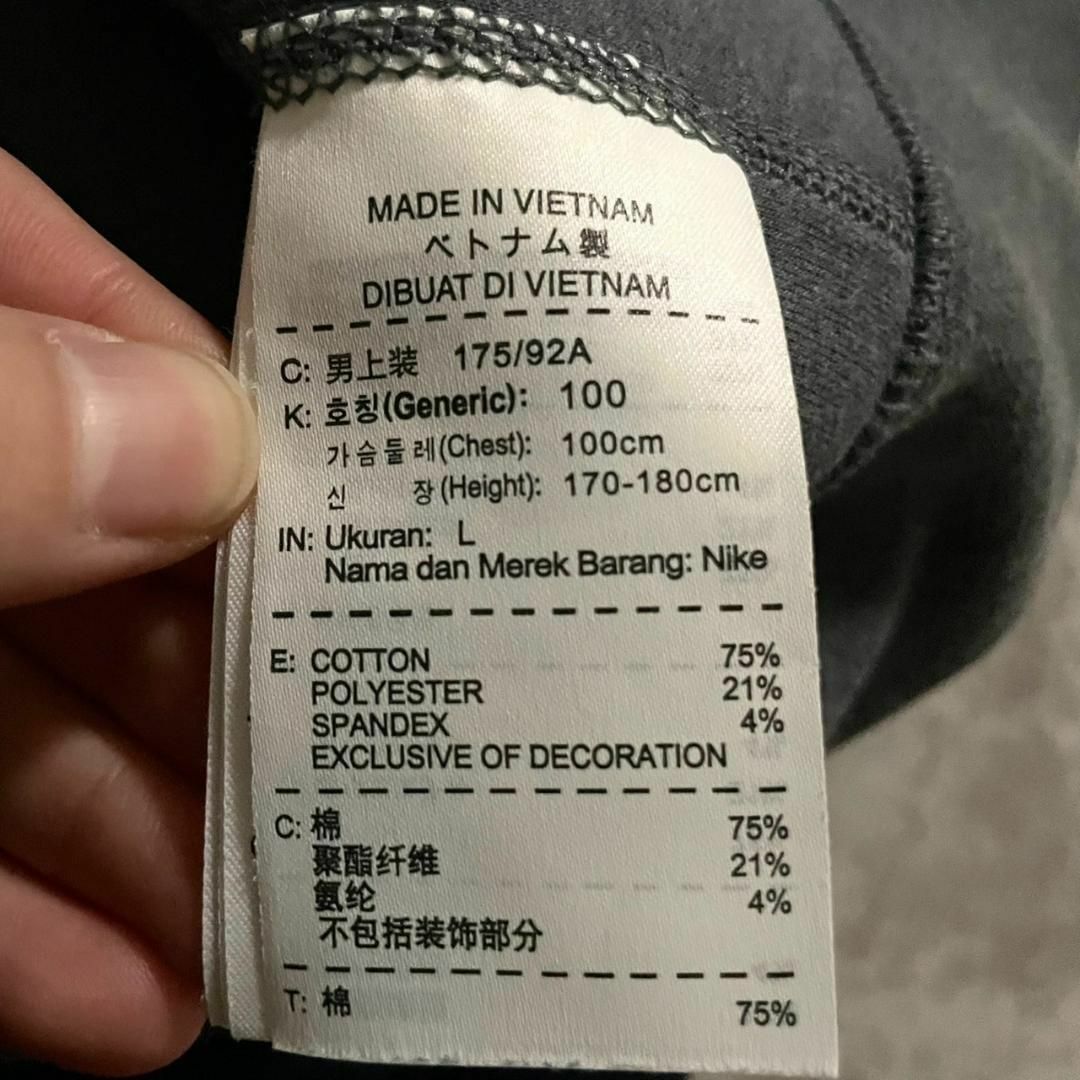 MADE IN VIETNAM
ベトナム製
DIBUAT DI VIETNAM
C: 男上装 175/92A
K: 호칭(Generic): 100
가슴둘레(Chest): 100cm
신 장(Height): 170-180cm
IN: Ukuran: L
Nama dan Merek Barang: Nike
E: COTTON 75%
POLYESTER 21%
SPANDEX 4%
EXCLUSIVE OF DECORATION
C: 棉 75%
聚酯纤维 21%
氨纶 4%
不包括装饰部分
T: 棉 75%